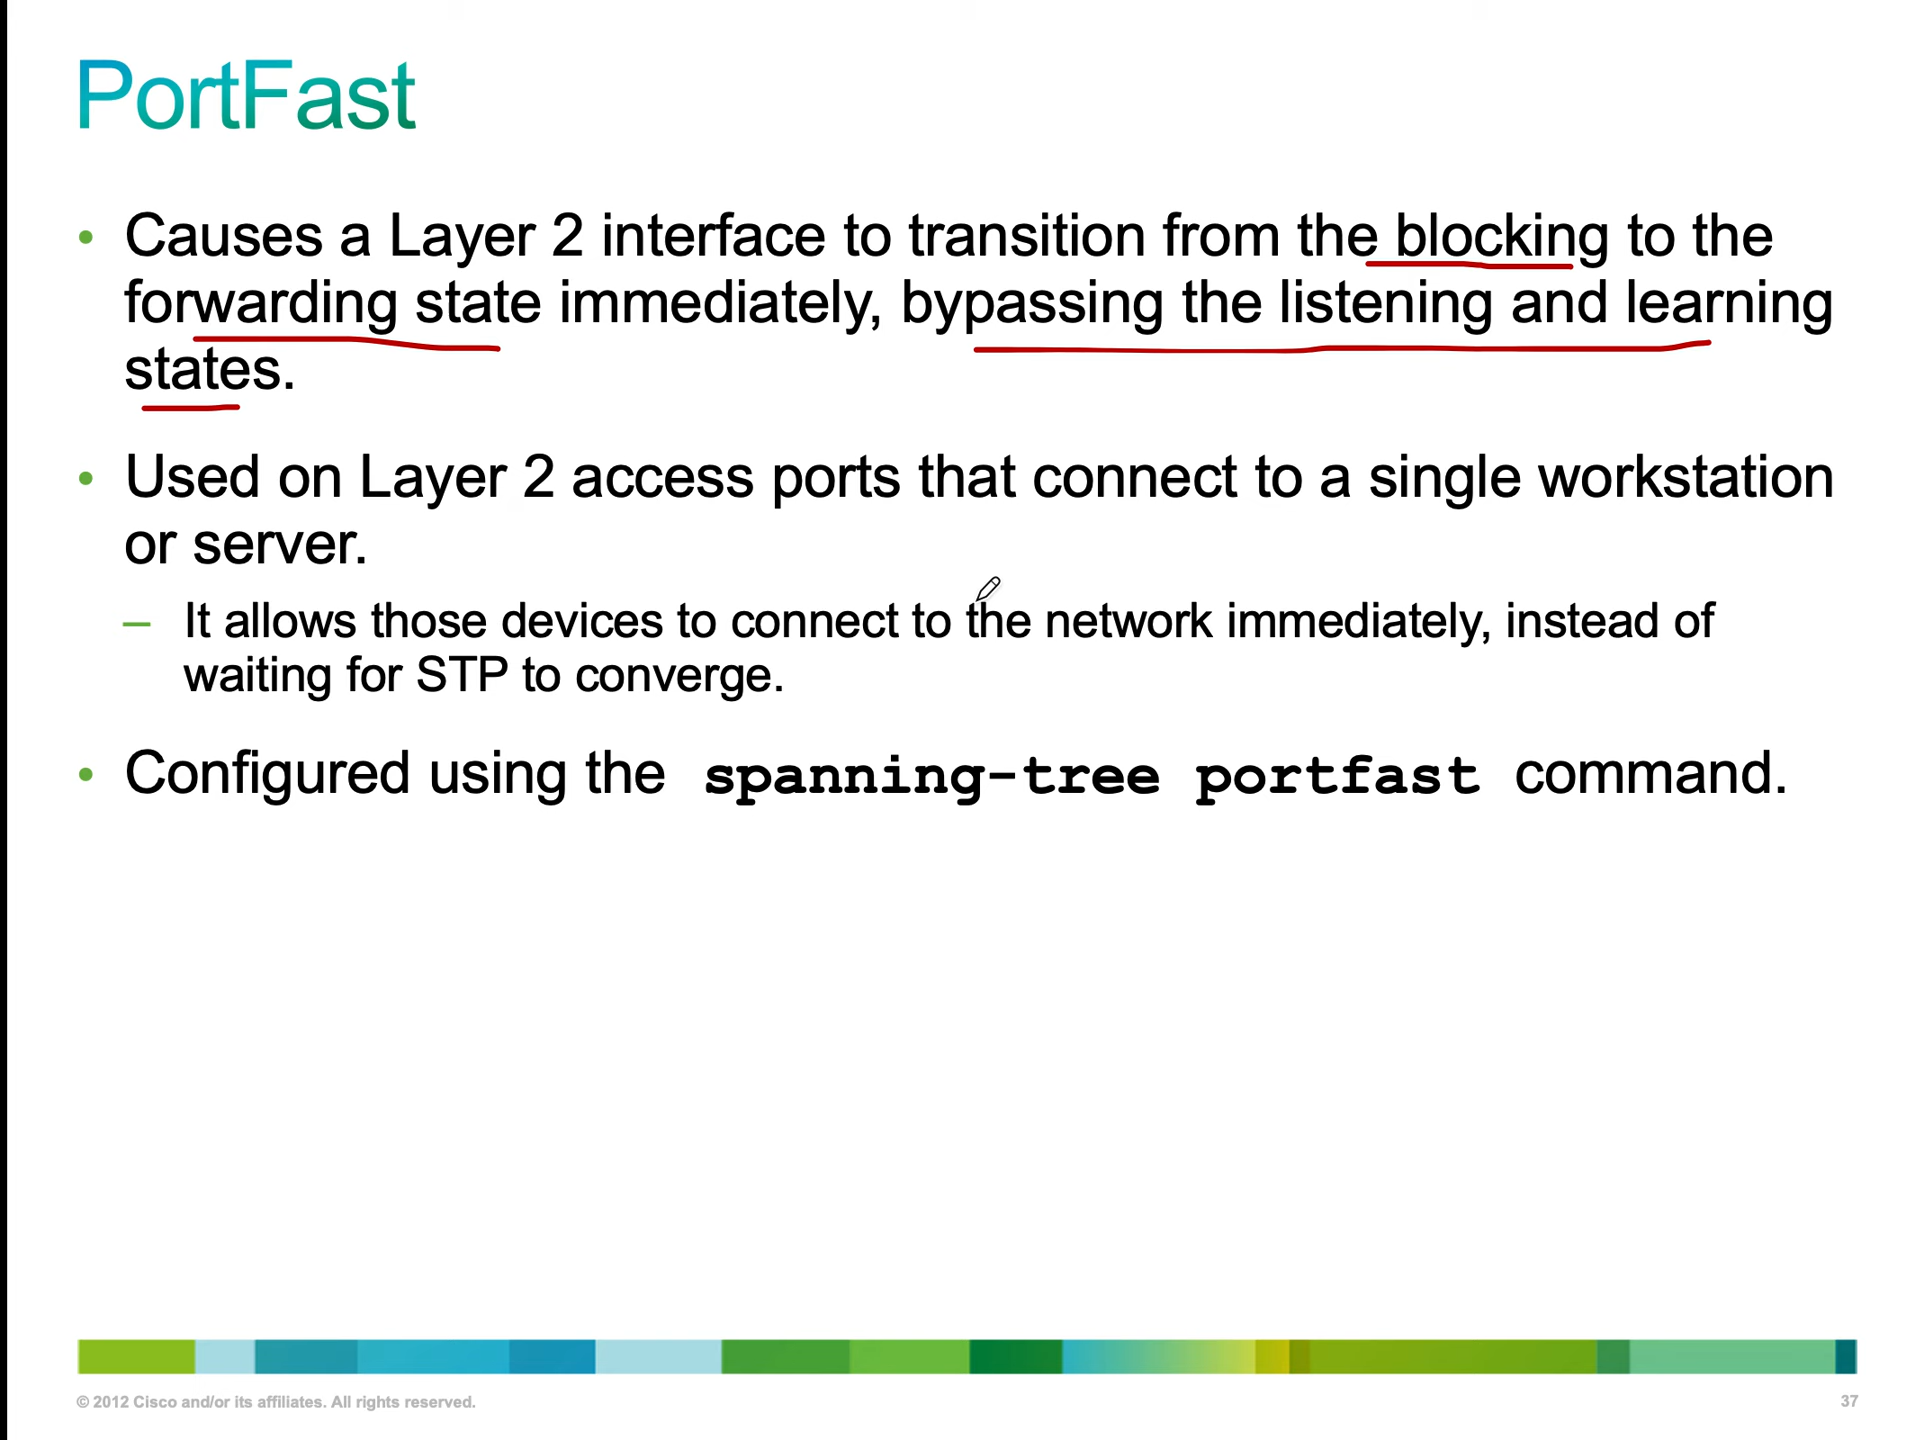 PortFast
• Causes a Layer 2 interface to transition from the blocking to the
forwarding state immediately, bypassing the listening and learning
states.
• Used on Layer 2 access ports that connect to a single workstation
or server.
– It allows those devices to connect to the network immediately, instead of
waiting for STP to converge.
• Configured using the spanning-tree portfast command.
© 2012 Cisco and/or its affiliates. All rights reserved.
37